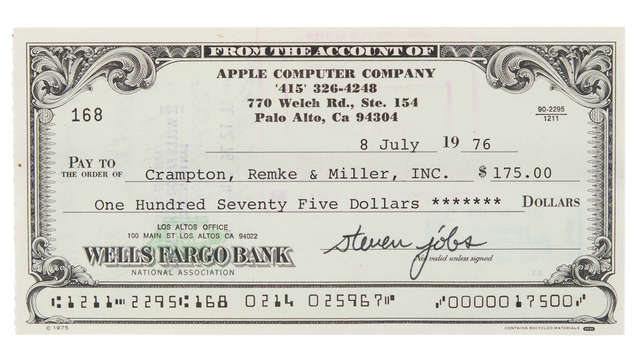 FROM THE ACCOUNT OF
APPLE COMPUTER COMPANY
'415' 326-4248
770 Welch Rd., Ste. 154
Palo Alto, Ca 94304
168
90-2295
1211
8 July 19 76
PAY TO
THE ORDER OF Crampton, Remke & Miller, INC. $ 175.00
One Hundred Seventy Five Dollars ******* DOLLARS
LOS ALTOS OFFICE
100 MAIN ST LOS ALTOS CA 94022
WELLS FARGO BANK
NATIONAL ASSOCIATION
steven jobs
Not valid unless signed
⑆1211⑉2295⑆168 0214 025967⑈ ⑇0000017500⑇
© 1975
CONTAINS RECYCLED MATERIALS